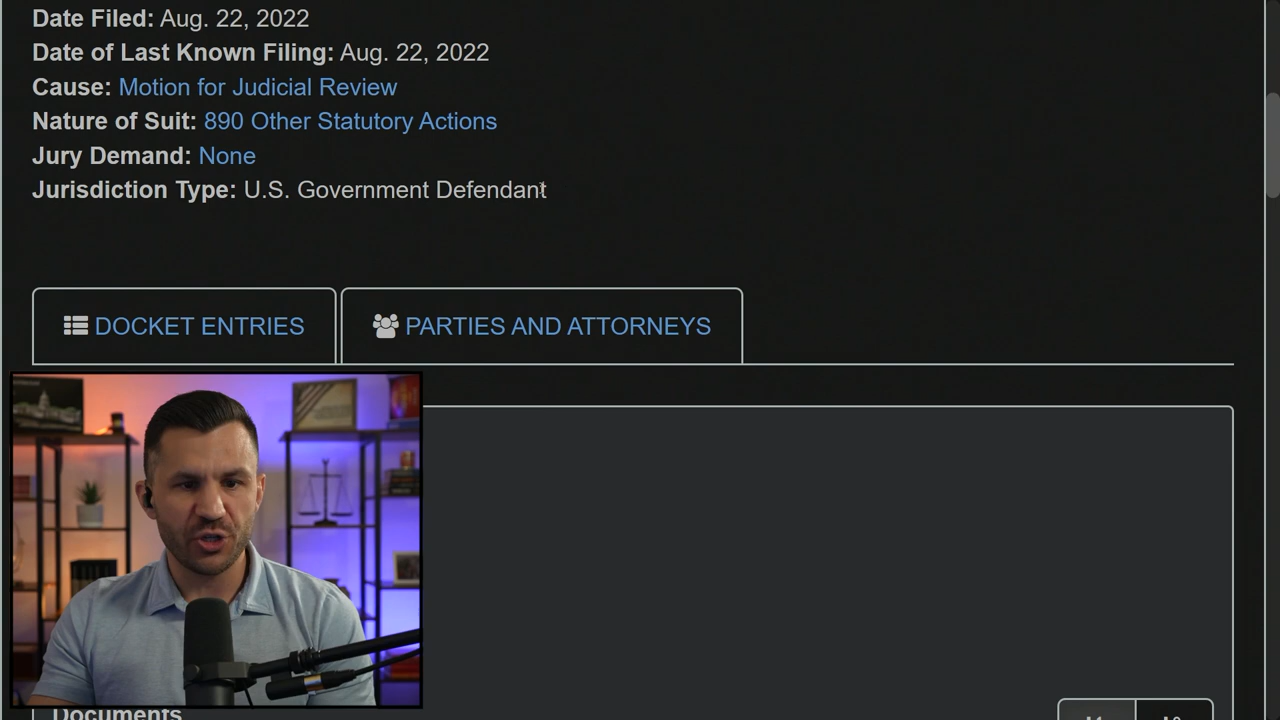 Date Filed: Aug. 22, 2022
Date of Last Known Filing: Aug. 22, 2022
Cause: Motion for Judicial Review
Nature of Suit: 890 Other Statutory Actions
Jury Demand: None
Jurisdiction Type: U.S. Government Defendant
DOCKET ENTRIES
PARTIES AND ATTORNEYS
Documents